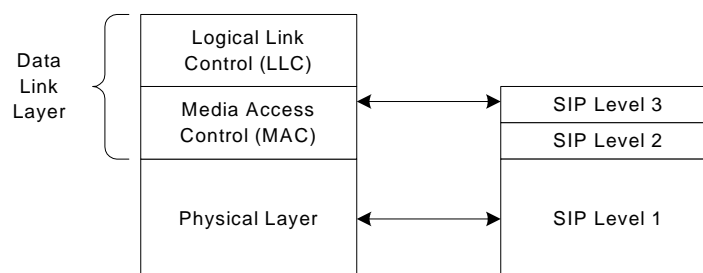 Data
Link
Layer
Logical Link
Control (LLC)
Media Access
Control (MAC)
Physical Layer
SIP Level 3
SIP Level 2
SIP Level 1